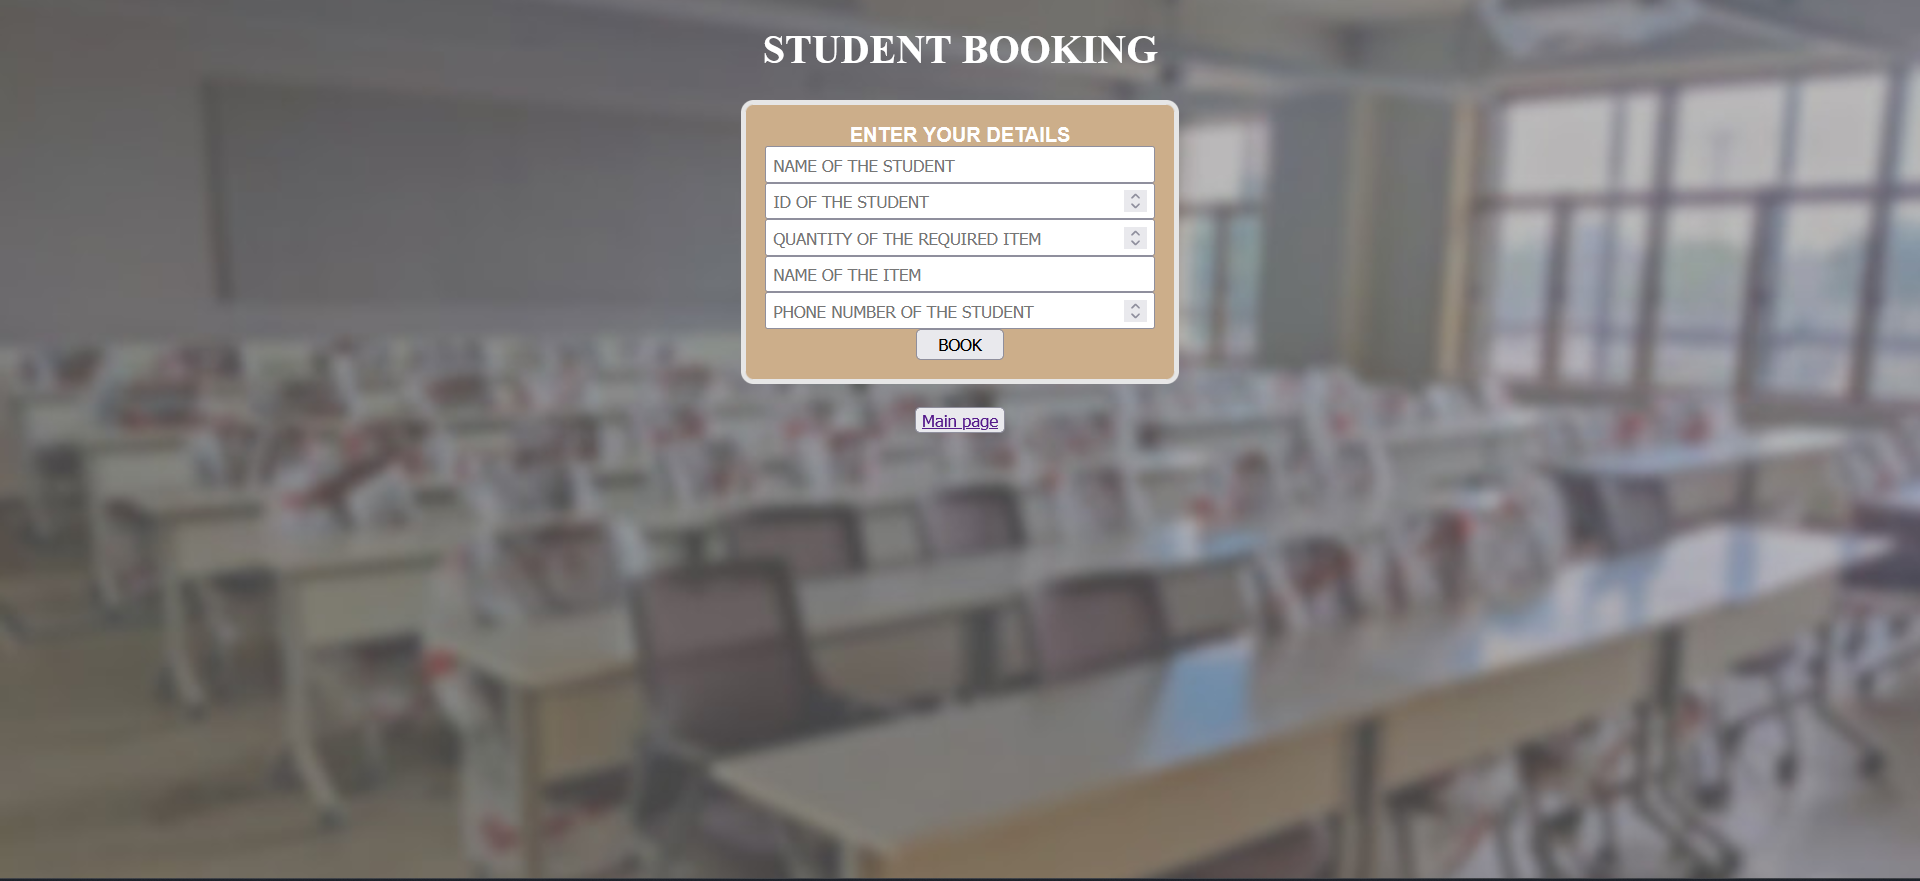 STUDENT BOOKING
ENTER YOUR DETAILS
NAME OF THE STUDENT
ID OF THE STUDENT
QUANTITY OF THE REQUIRED ITEM
NAME OF THE ITEM
PHONE NUMBER OF THE STUDENT
BOOK
Main page